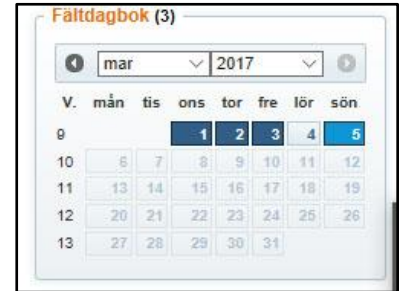 Fältdagbok (3)
mar 2017
V. mån tis ons tor fre lör sön
9 1 2 3 4 5
10 6 7 8 9 10 11 12
11 13 14 15 16 17 18 19
12 20 21 22 23 24 25 26
13 27 28 29 30 31